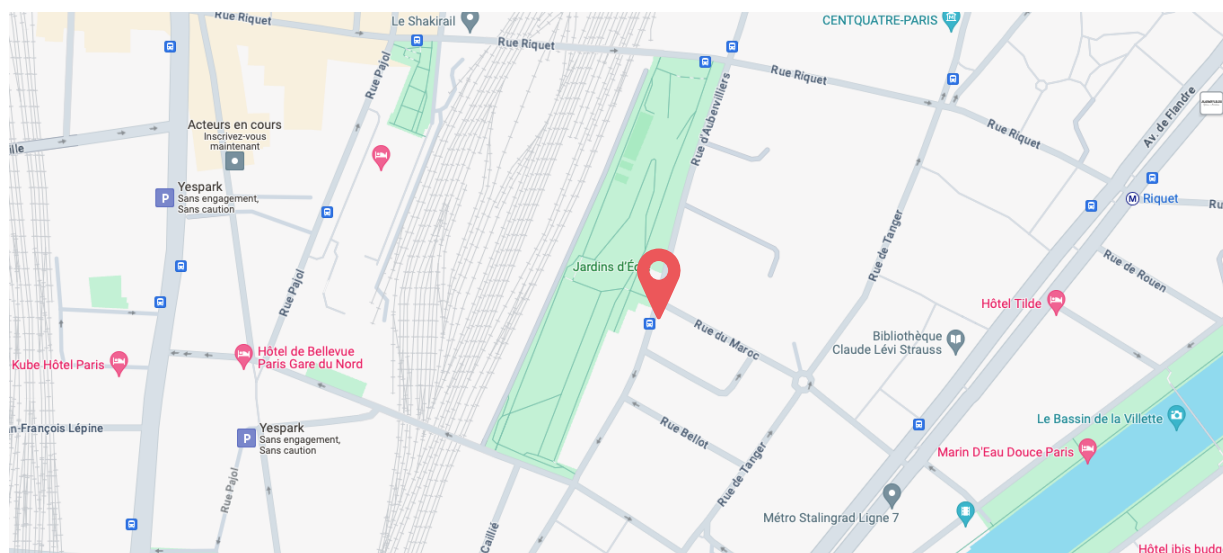 Rue Riquet
Le Shakirail
CENTQUATRE-PARIS
Rue Riquet
Rue Riquet
Rue Pajol
Rue d'Aubervilliers
Av. de Flandre
Rue Riquet
Acteurs en cours
Inscrivez-vous
maintenant
ille
Yespark
Sans engagement,
Sans caution
P
M
Riquet
Rue de Tanger
Jardins d'Éo
Rue Pajol
Rue de Rouen
Hôtel Tilde
Rue du Maroc
Bibliothèque
Claude Lévi Strauss
Kube Hôtel Paris
Hôtel de Bellevue
Paris Gare du Nord
n-François Lépine
Yespark
Sans engagement,
Sans caution
P
Rue Bellot
Le Bassin de la Villette
Marin D'Eau Douce Paris
Rue Pajol
Rue de Tanger
Métro Stalingrad Ligne 7
Caillié
Hôtel ibis budg